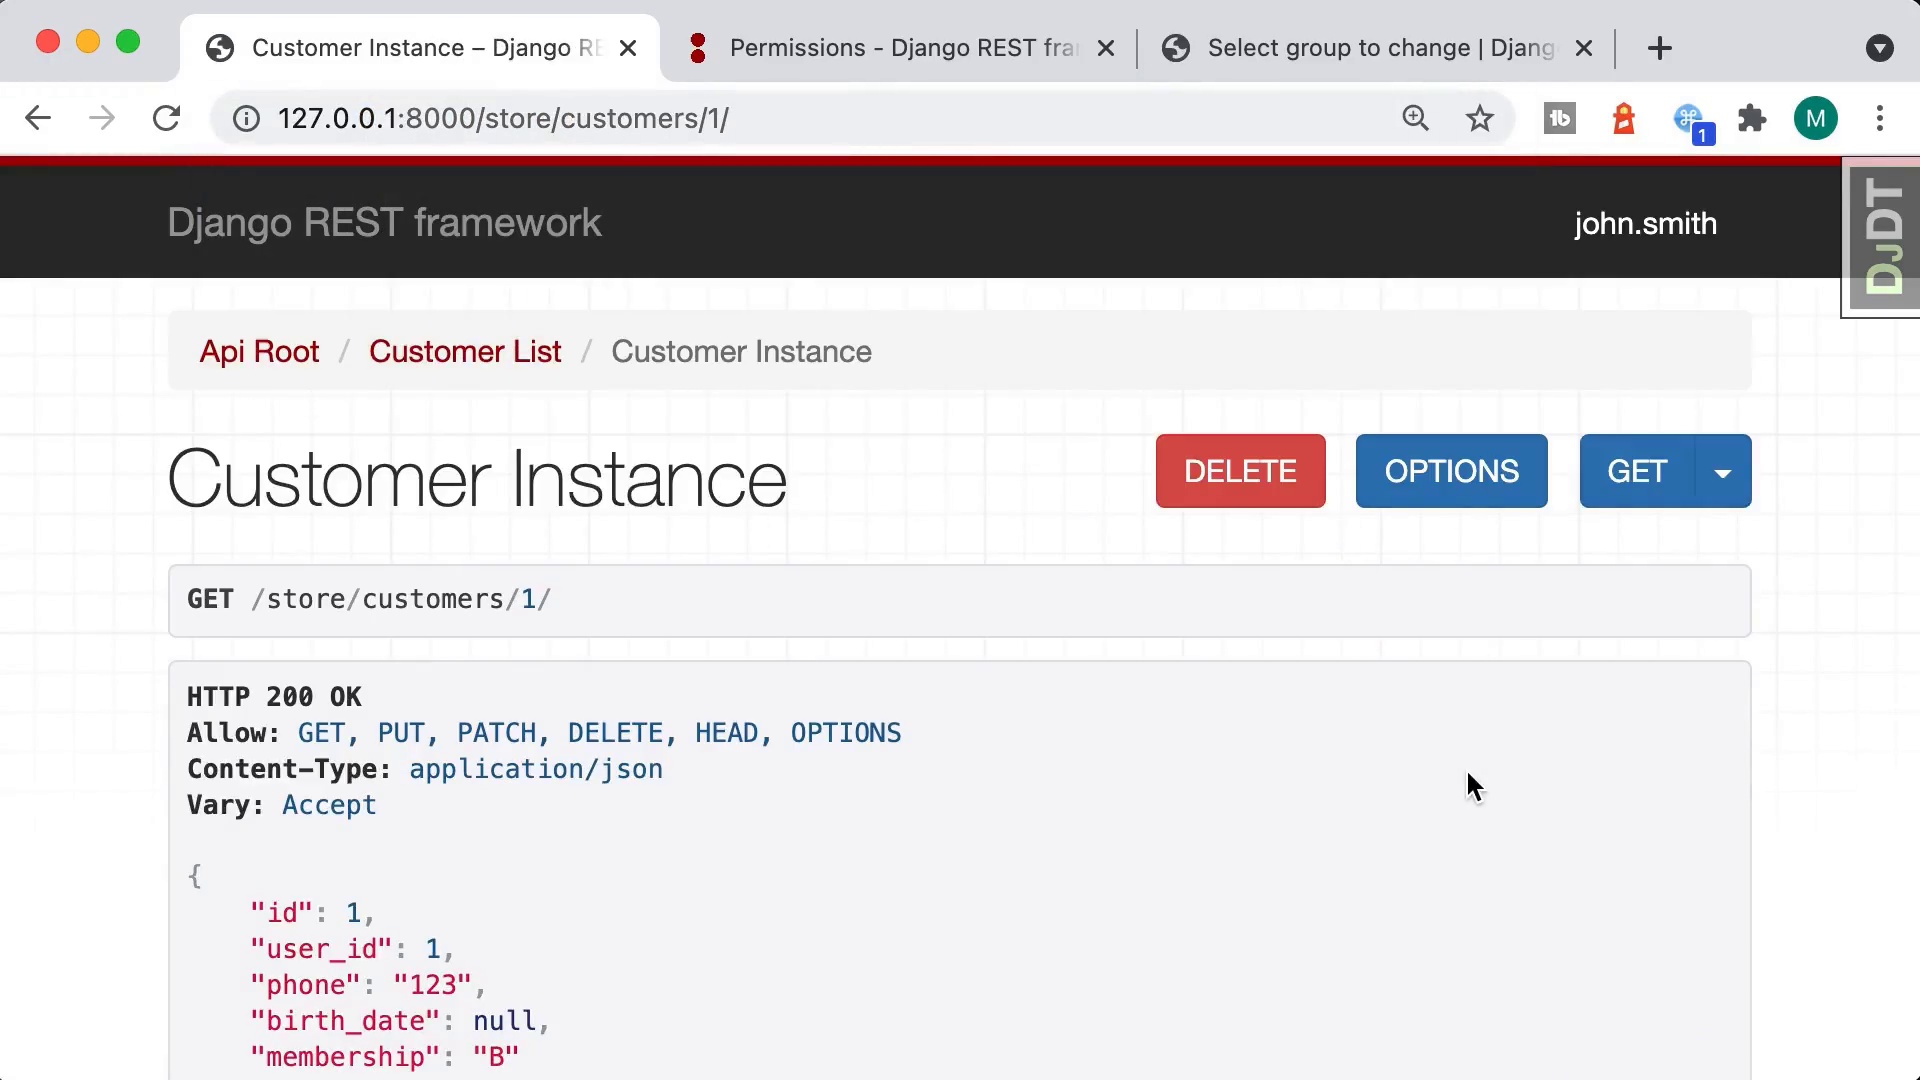 Customer Instance – Django RE
Permissions - Django REST fra
Select group to change | Djang
127.0.0.1:8000/store/customers/1/
tb
1
M
Django REST framework
john.smith
DJDT
Api Root / Customer List / Customer Instance
Customer Instance
DELETE
OPTIONS
GET
GET /store/customers/1/
HTTP 200 OK
Allow: GET, PUT, PATCH, DELETE, HEAD, OPTIONS
Content-Type: application/json
Vary: Accept
{
"id": 1,
"user_id": 1,
"phone": "123",
"birth_date": null,
"membership": "B"